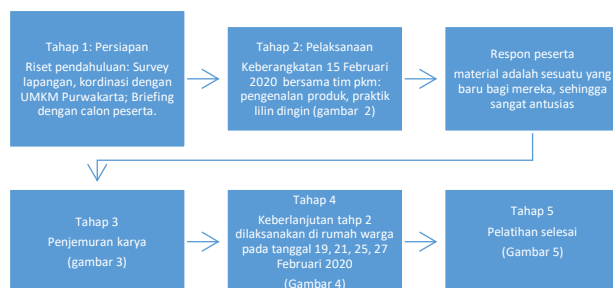 Tahap 1: Persiapan
Riset pendahuluan: Survey
lapangan, kordinasi dengan
UMKM Purwakarta; Briefing
dengan calon peserta.
Tahap 2: Pelaksanaan
Keberangkatan 15 Februari
2020 bersama tim pkm:
pengenalan produk, praktik
lilin dingin (gambar 2)
Respon peserta
material adalah sesuatu yang
baru bagi mereka, sehingga
sangat antusias
Tahap 3
Penjemuran karya
(gambar 3)
Tahap 4
Keberlanjutan tahp 2
dilaksanakan di rumah warga
pada tanggal 19, 21, 25, 27
Februari 2020
(Gambar 4)
Tahap 5
Pelatihan selesai
(Gambar 5)